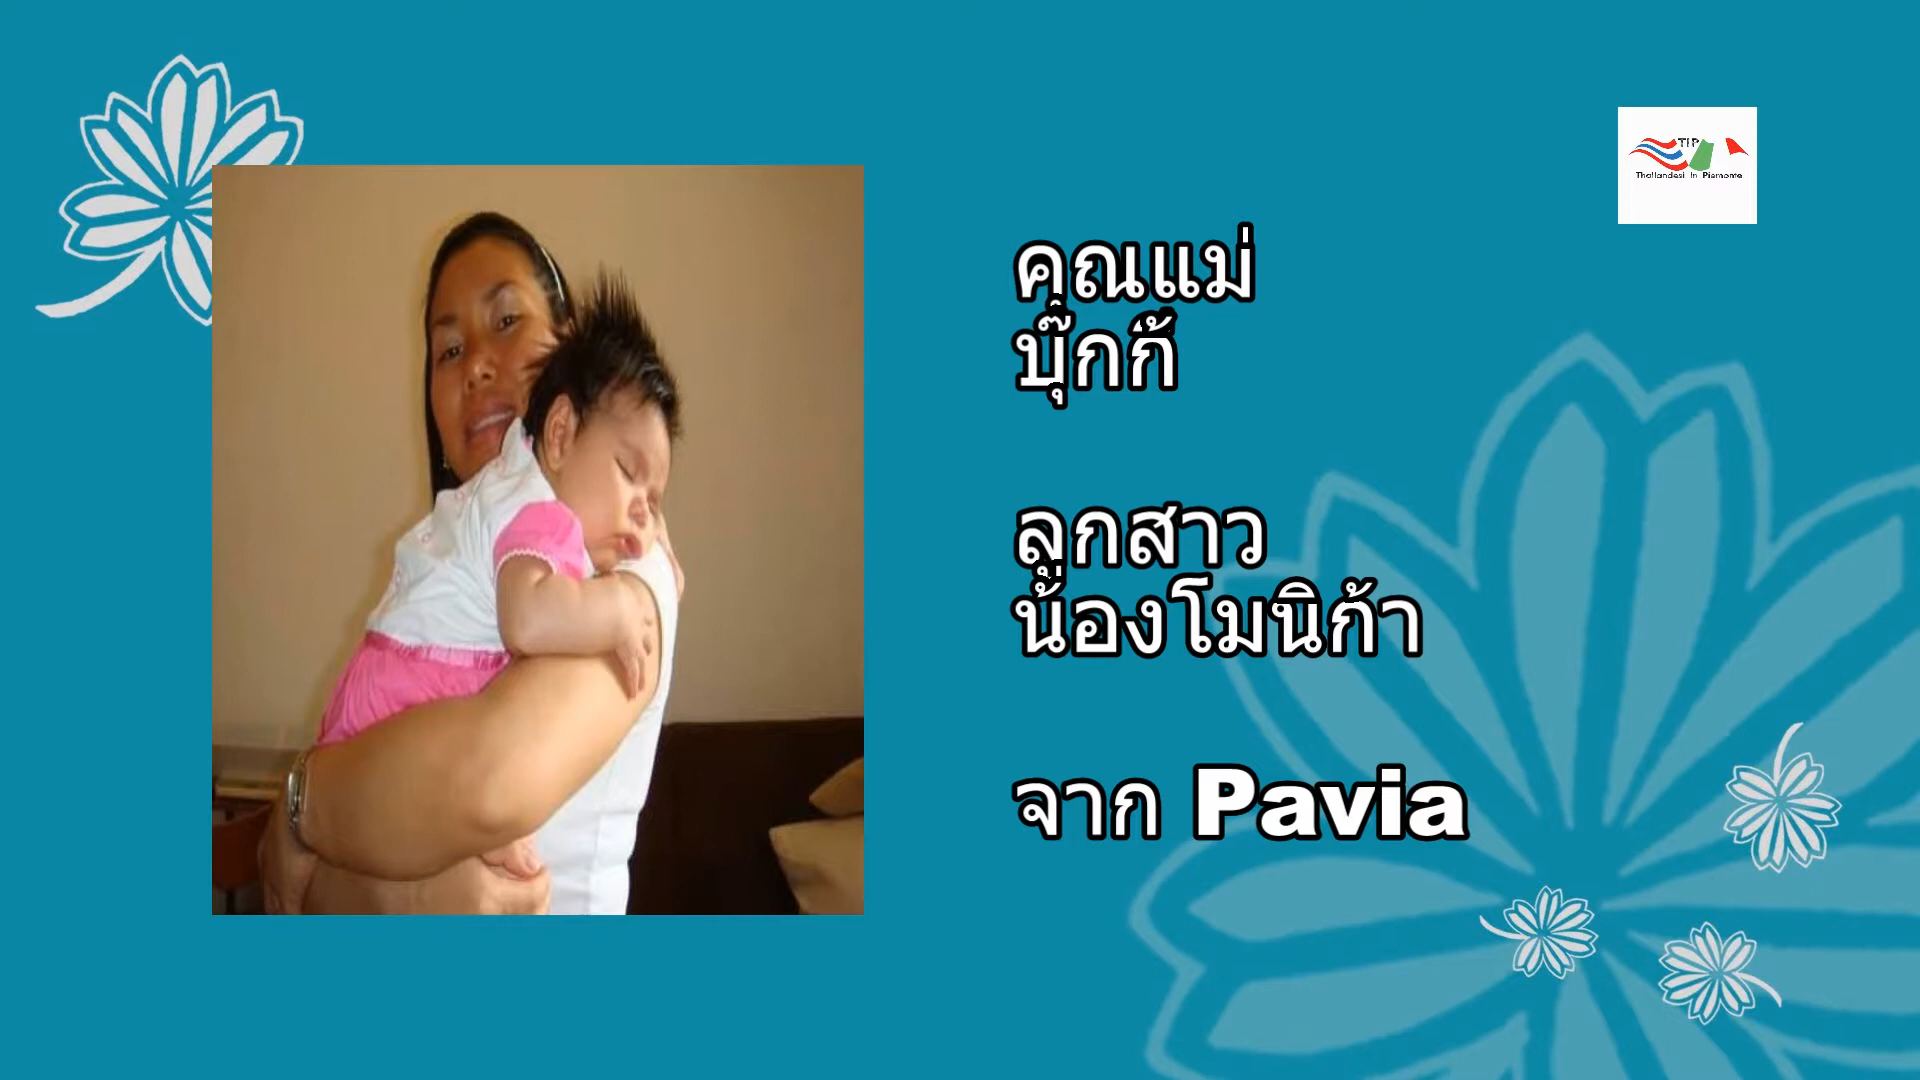 TIP
Thailandesi in Piemonte
คุณแม่
บุ๊กกี้
ลูกสาว
น้องโมนิก้า
จาก Pavia